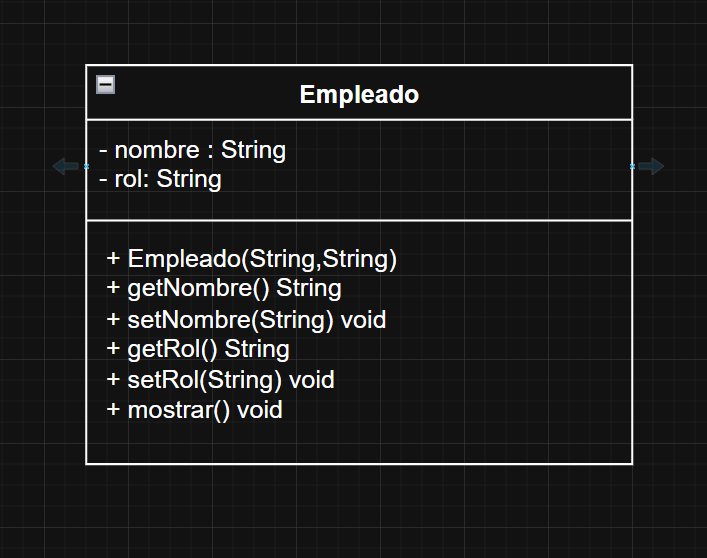 Empleado
- nombre : String
- rol: String
+ Empleado(String,String)
+ getNombre() String
+ setNombre(String) void
+ getRol() String
+ setRol(String) void
+ mostrar() void